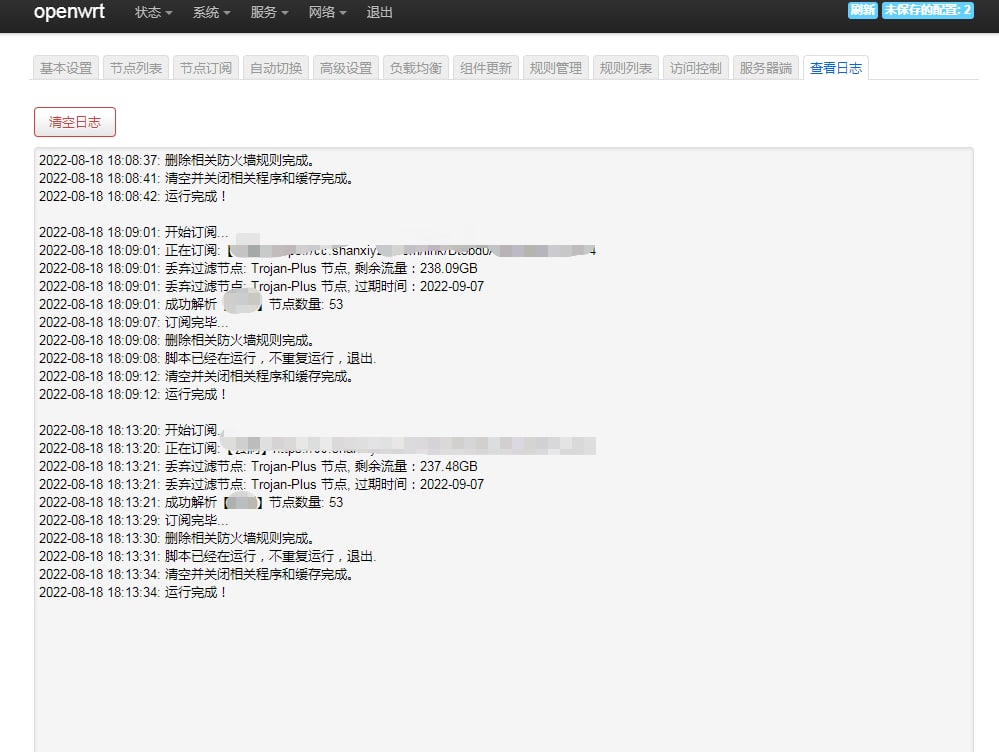 openwrt 状态 系统 服务 网络 退出 刷新 未保存的配置: 2
基本设置 节点列表 节点订阅 自动切换 高级设置 负载均衡 组件更新 规则管理 规则列表 访问控制 服务器端 查看日志
清空日志
2022-08-18 18:08:37: 删除相关防火墙规则完成。
2022-08-18 18:08:41: 清空并关闭相关程序和缓存完成。
2022-08-18 18:08:42: 运行完成！
2022-08-18 18:09:01: 开始订阅...
2022-08-18 18:09:01: 正在订阅:【
2022-08-18 18:09:01: 丢弃过滤节点: Trojan-Plus 节点, 剩余流量：238.09GB
2022-08-18 18:09:01: 丢弃过滤节点: Trojan-Plus 节点, 过期时间：2022-09-07
2022-08-18 18:09:01: 成功解析【】节点数量: 53
2022-08-18 18:09:07: 订阅完毕...
2022-08-18 18:09:08: 删除相关防火墙规则完成。
2022-08-18 18:09:08: 脚本已经在运行，不重复运行，退出.
2022-08-18 18:09:12: 清空并关闭相关程序和缓存完成。
2022-08-18 18:09:12: 运行完成！
2022-08-18 18:13:20: 开始订阅
2022-08-18 18:13:20: 正在订阅:【
2022-08-18 18:13:21: 丢弃过滤节点: Trojan-Plus 节点, 剩余流量：237.48GB
2022-08-18 18:13:21: 丢弃过滤节点: Trojan-Plus 节点, 过期时间：2022-09-07
2022-08-18 18:13:21: 成功解析【】节点数量: 53
2022-08-18 18:13:29: 订阅完毕...
2022-08-18 18:13:30: 删除相关防火墙规则完成。
2022-08-18 18:13:31: 脚本已经在运行，不重复运行，退出.
2022-08-18 18:13:34: 清空并关闭相关程序和缓存完成。
2022-08-18 18:13:34: 运行完成！